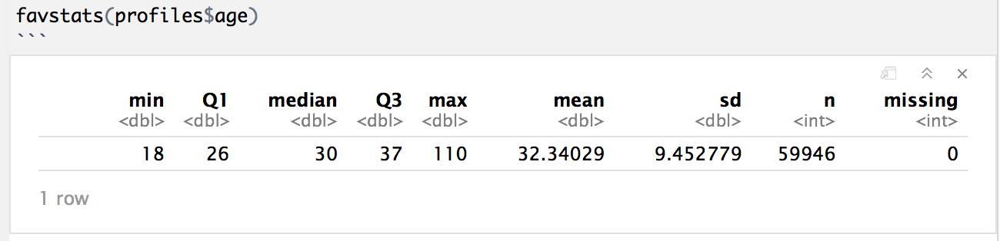 favstats(profiles$age)
```
min Q1 median Q3 max mean sd n missing
<dbl> <dbl> <dbl> <dbl> <dbl> <dbl> <dbl> <int> <int>
18 26 30 37 110 32.34029 9.452779 59946 0
1 row